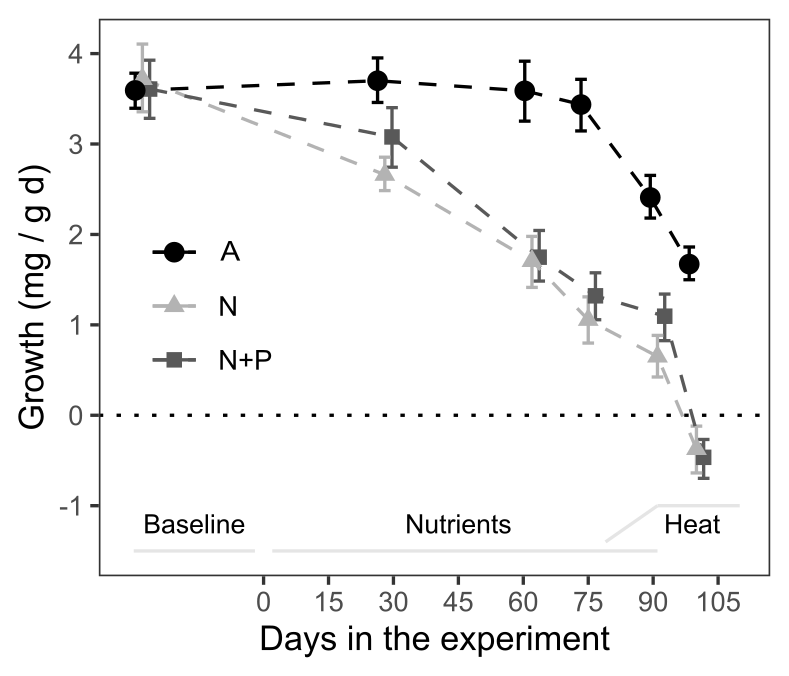 4
3
2
1
0
-1
Growth (mg / g d)
A
N
N+P
Baseline
Nutrients
Heat
0 15 30 45 60 75 90 105
Days in the experiment